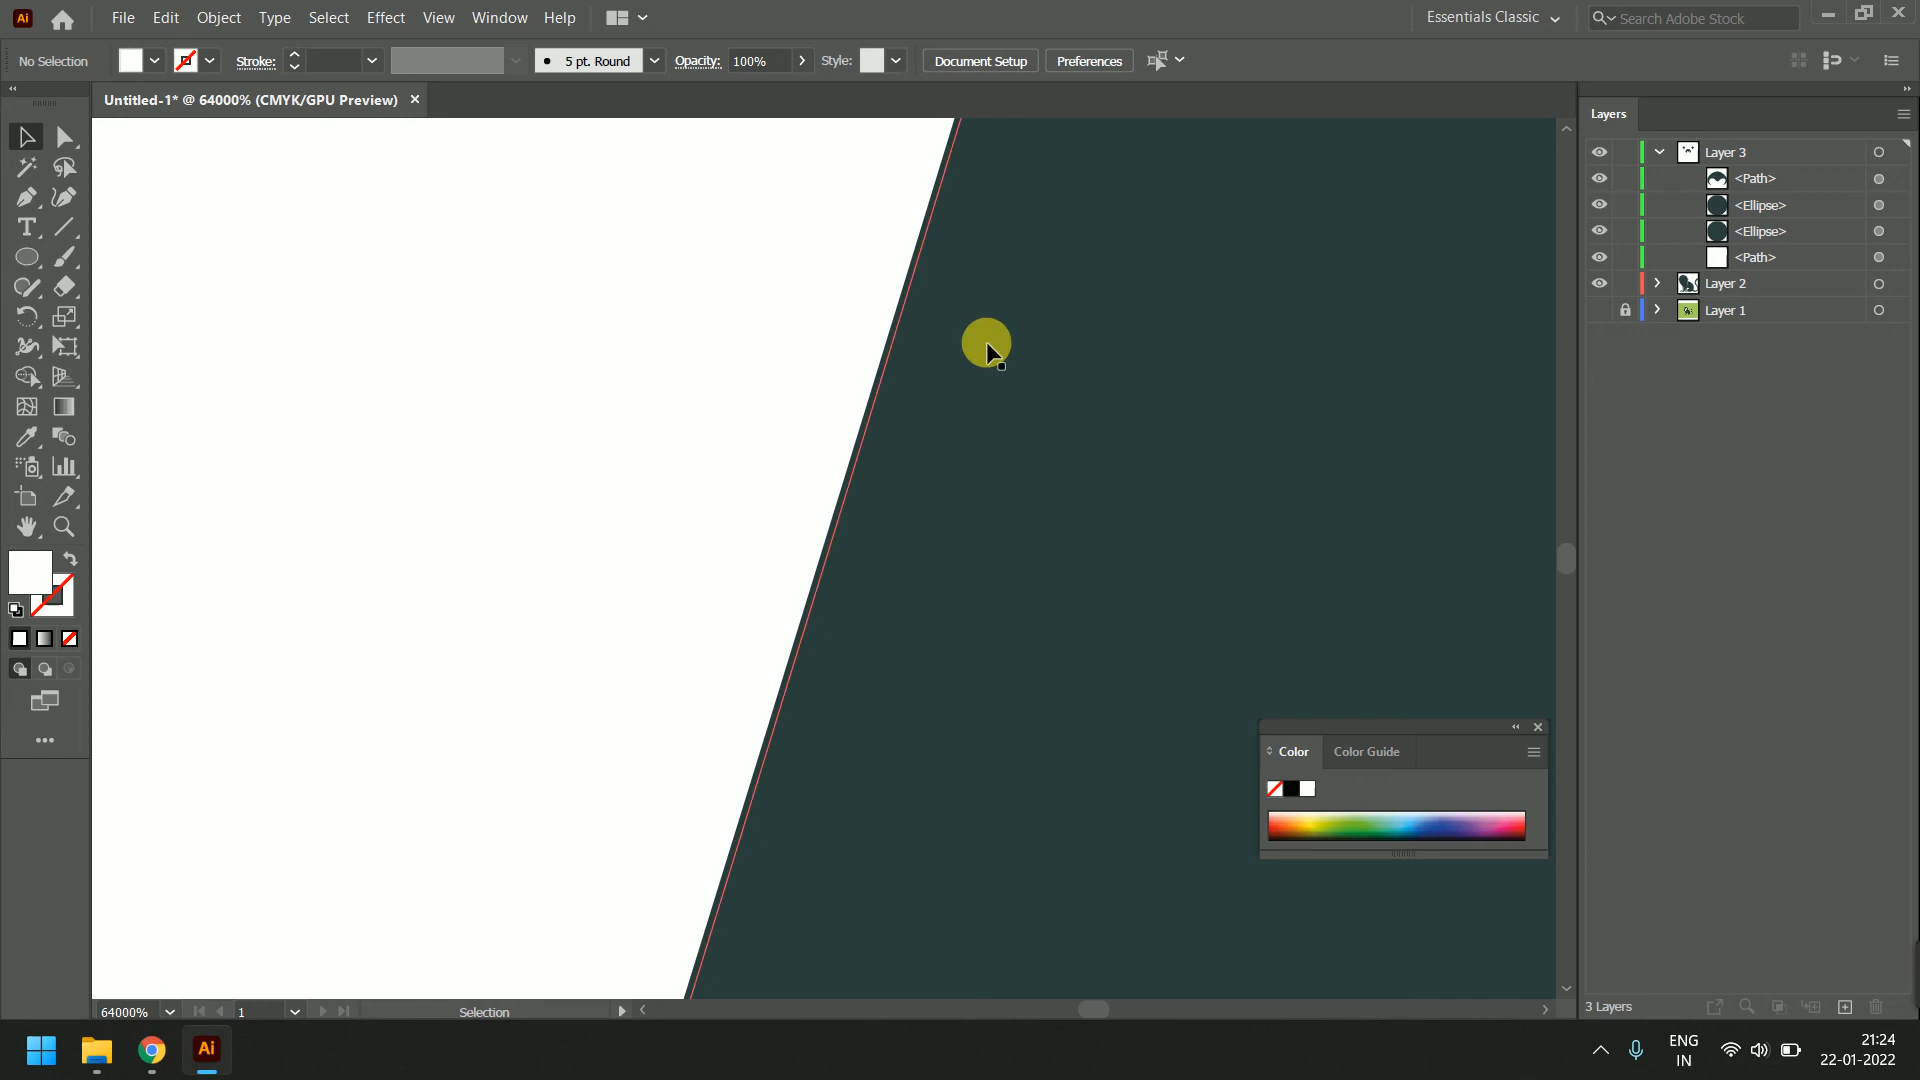 Ai File Edit Object Type Select Effect View Window Help Essentials Classic Search Adobe Stock
No Selection Stroke: 5 pt. Round Opacity: 100% Style: Document Setup Preferences
Untitled-1* @ 64000% (CMYK/GPU Preview)
Layers
Layer 3
<Path>
<Ellipse>
<Ellipse>
<Path>
Layer 2
Layer 1
Color Color Guide
64000% 1 Selection
3 Layers
Ai
ENG
IN
21:24
22-01-2022